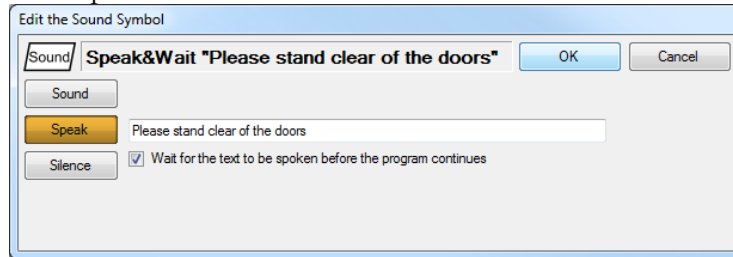 Edit the Sound Symbol
Sound Speak&Wait "Please stand clear of the doors" OK Cancel
Sound
Speak Please stand clear of the doors
Silence Wait for the text to be spoken before the program continues